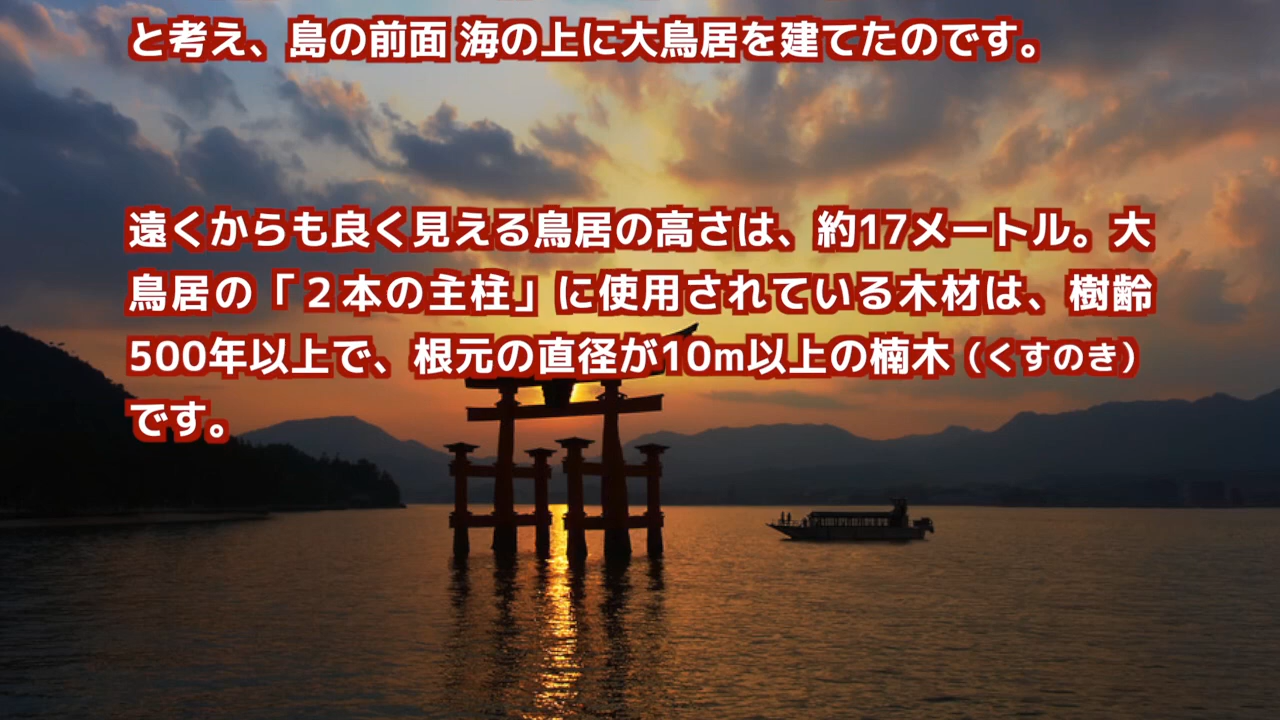 と考え、島の前面 海の上に大鳥居を建てたのです。
遠くからも良く見える鳥居の高さは、約17メートル。大
鳥居の「２本の主柱」に使用されている木材は、樹齢
500年以上で、根元の直径が10m以上の楠木（くすのき）
です。